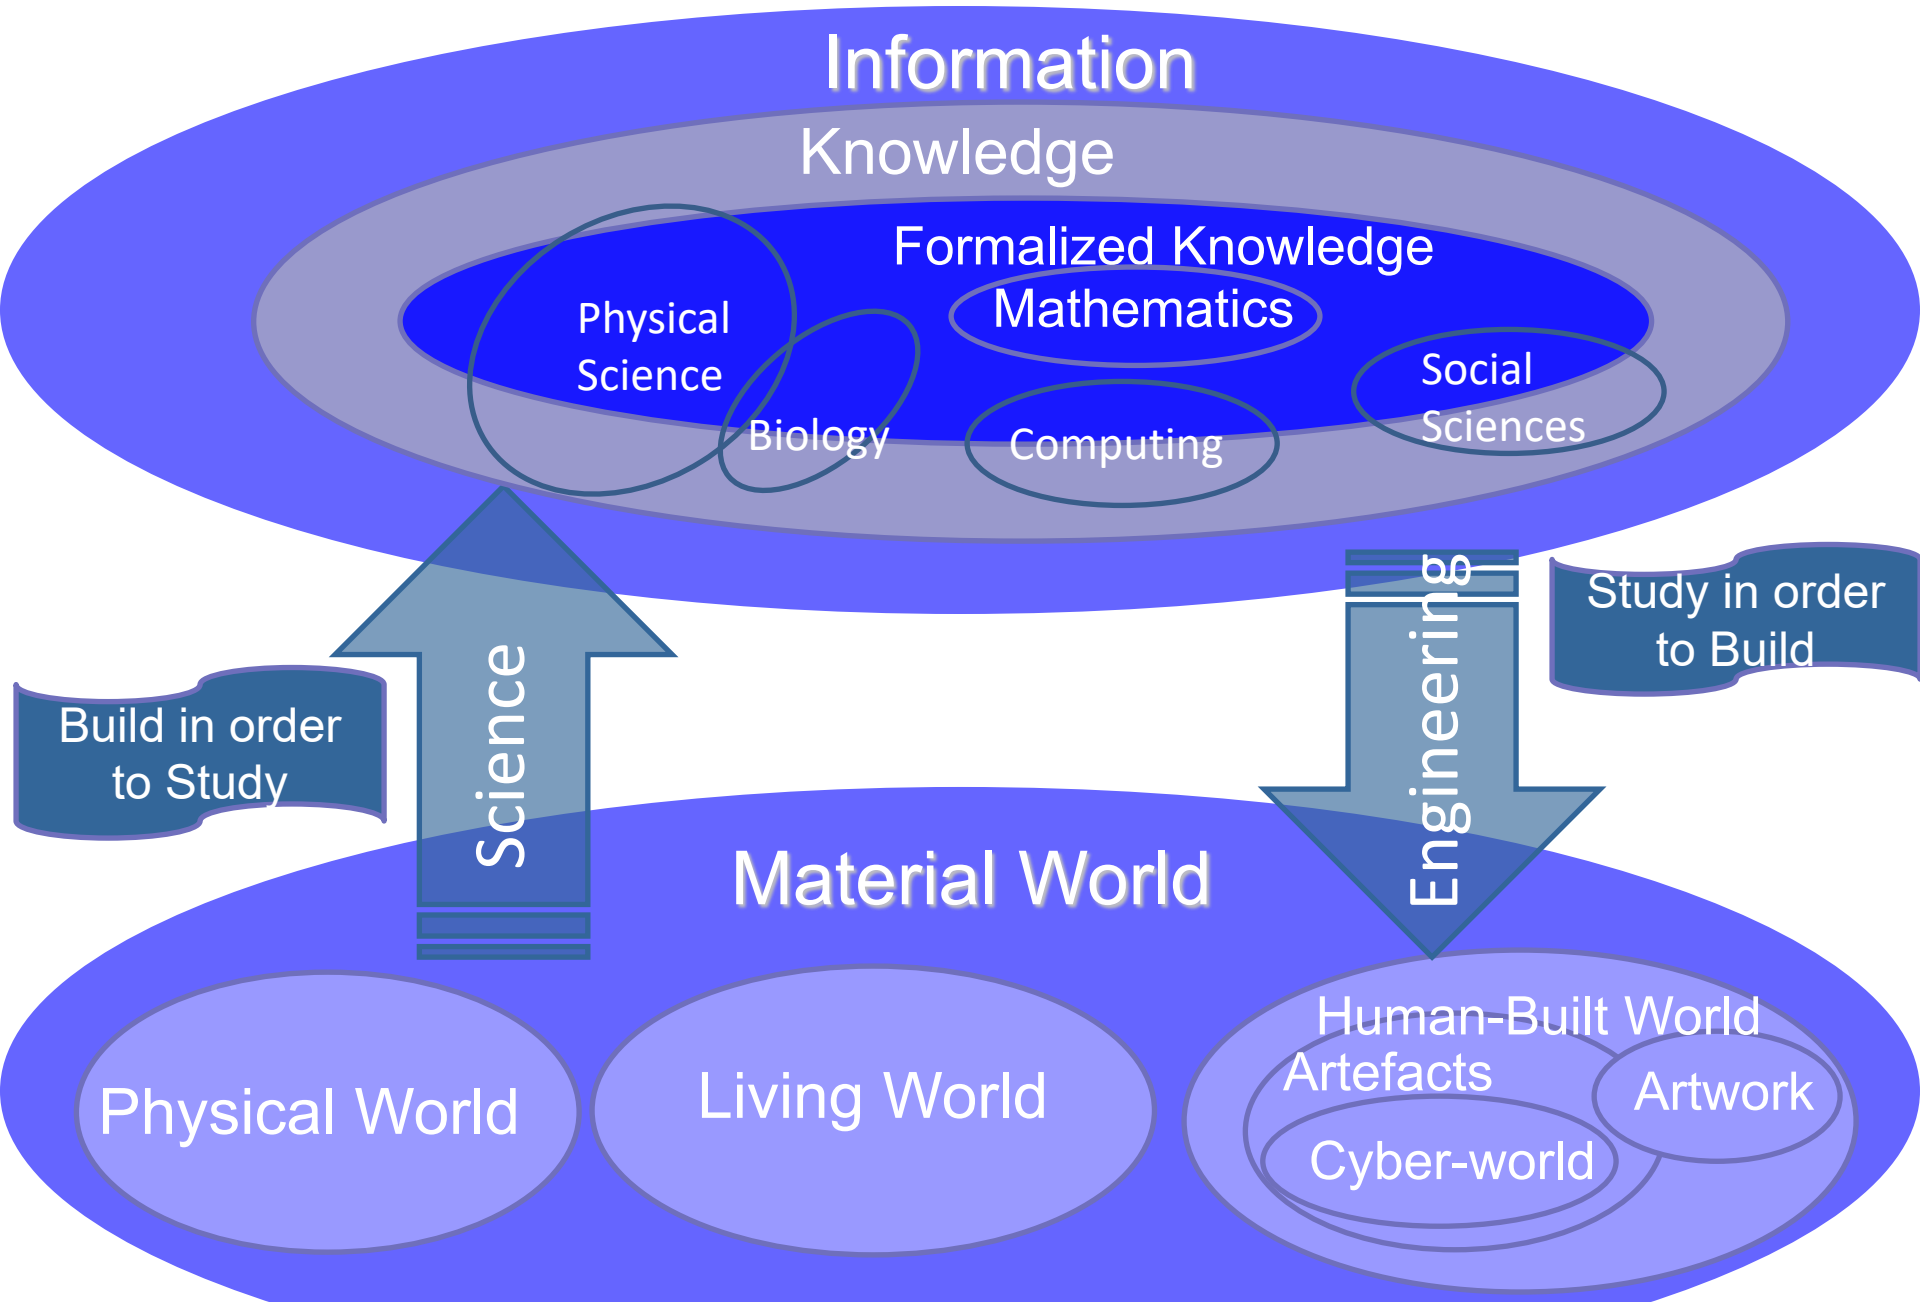 Information
Knowledge
Formalized Knowledge
Mathematics
Physical
Science
Biology
Computing
Social
Sciences
Science
Engineering
Study in order
to Build
Build in order
to Study
Material World
Physical World
Living World
Human-Built World
Artefacts
Artwork
Cyber-world